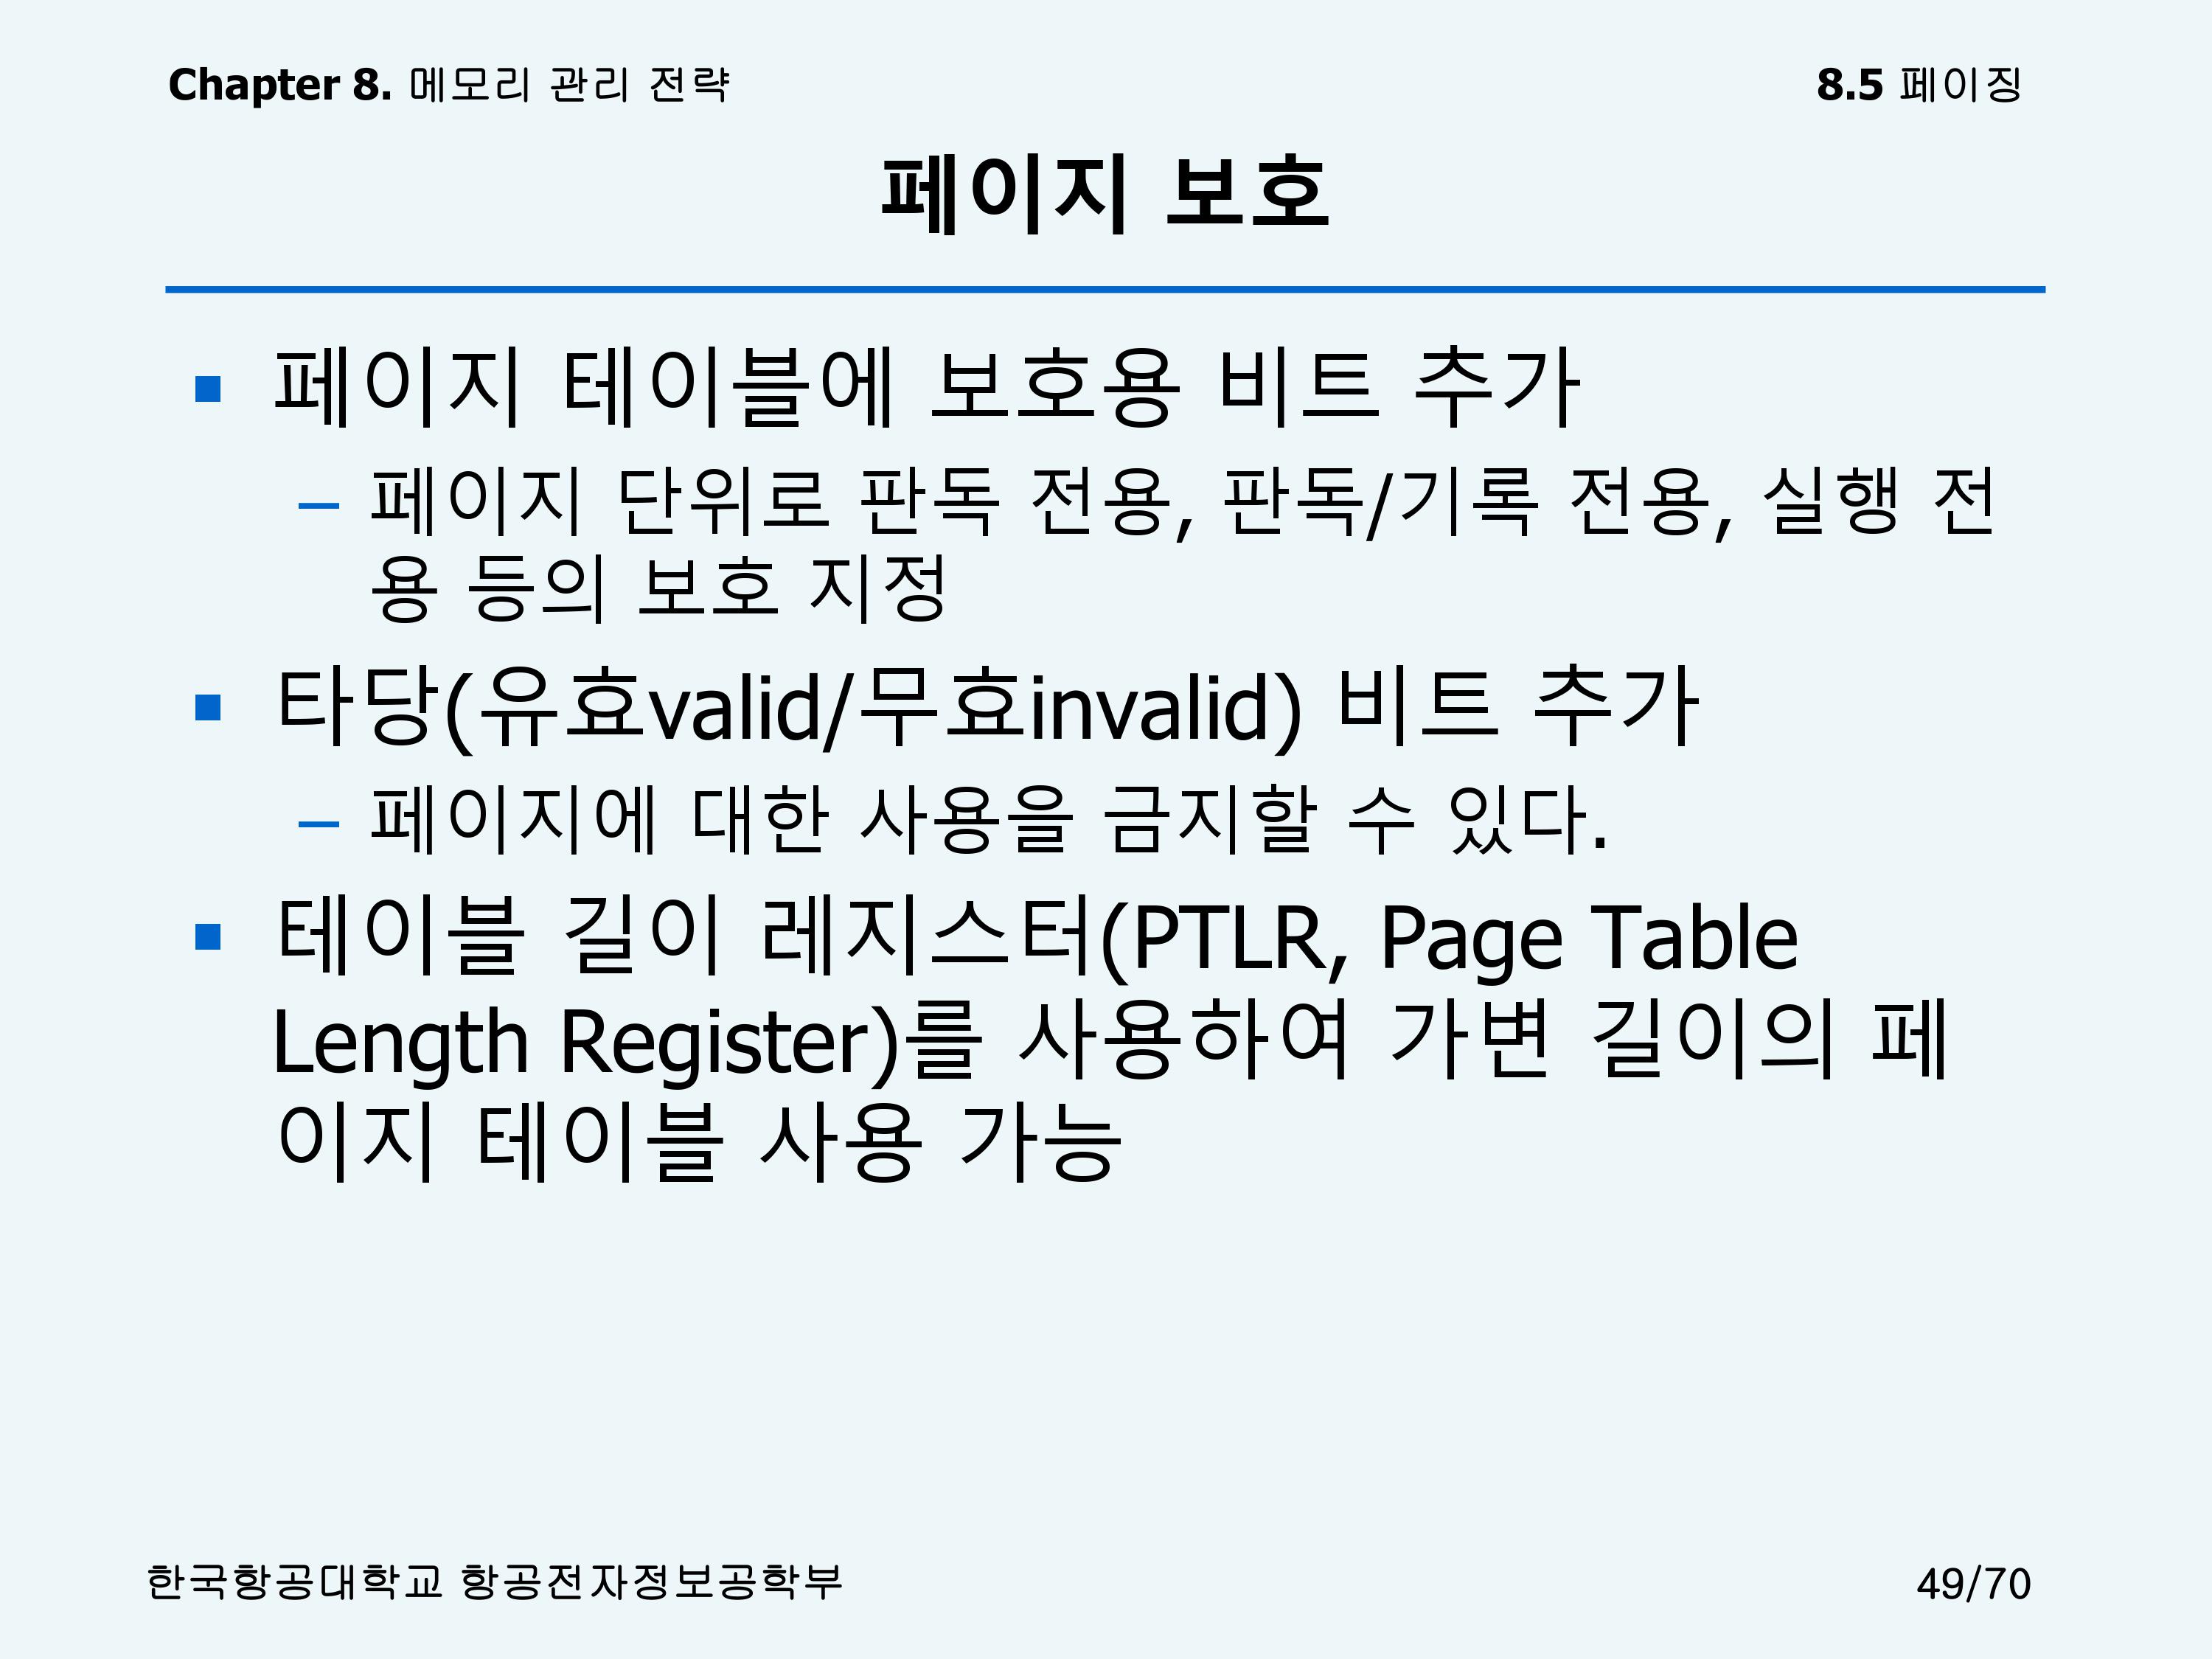 Chapter 8. 메모리 관리 전략
8.5 페이징
페이지 보호
▪ 페이지 테이블에 보호용 비트 추가
– 페이지 단위로 판독 전용, 판독/기록 전용, 실행 전
용 등의 보호 지정
▪ 타당(유효valid/무효invalid) 비트 추가
– 페이지에 대한 사용을 금지할 수 있다.
▪ 테이블 길이 레지스터(PTLR, Page Table
Length Register)를 사용하여 가변 길이의 페
이지 테이블 사용 가능
한국항공대학교 항공전자정보공학부
49/70